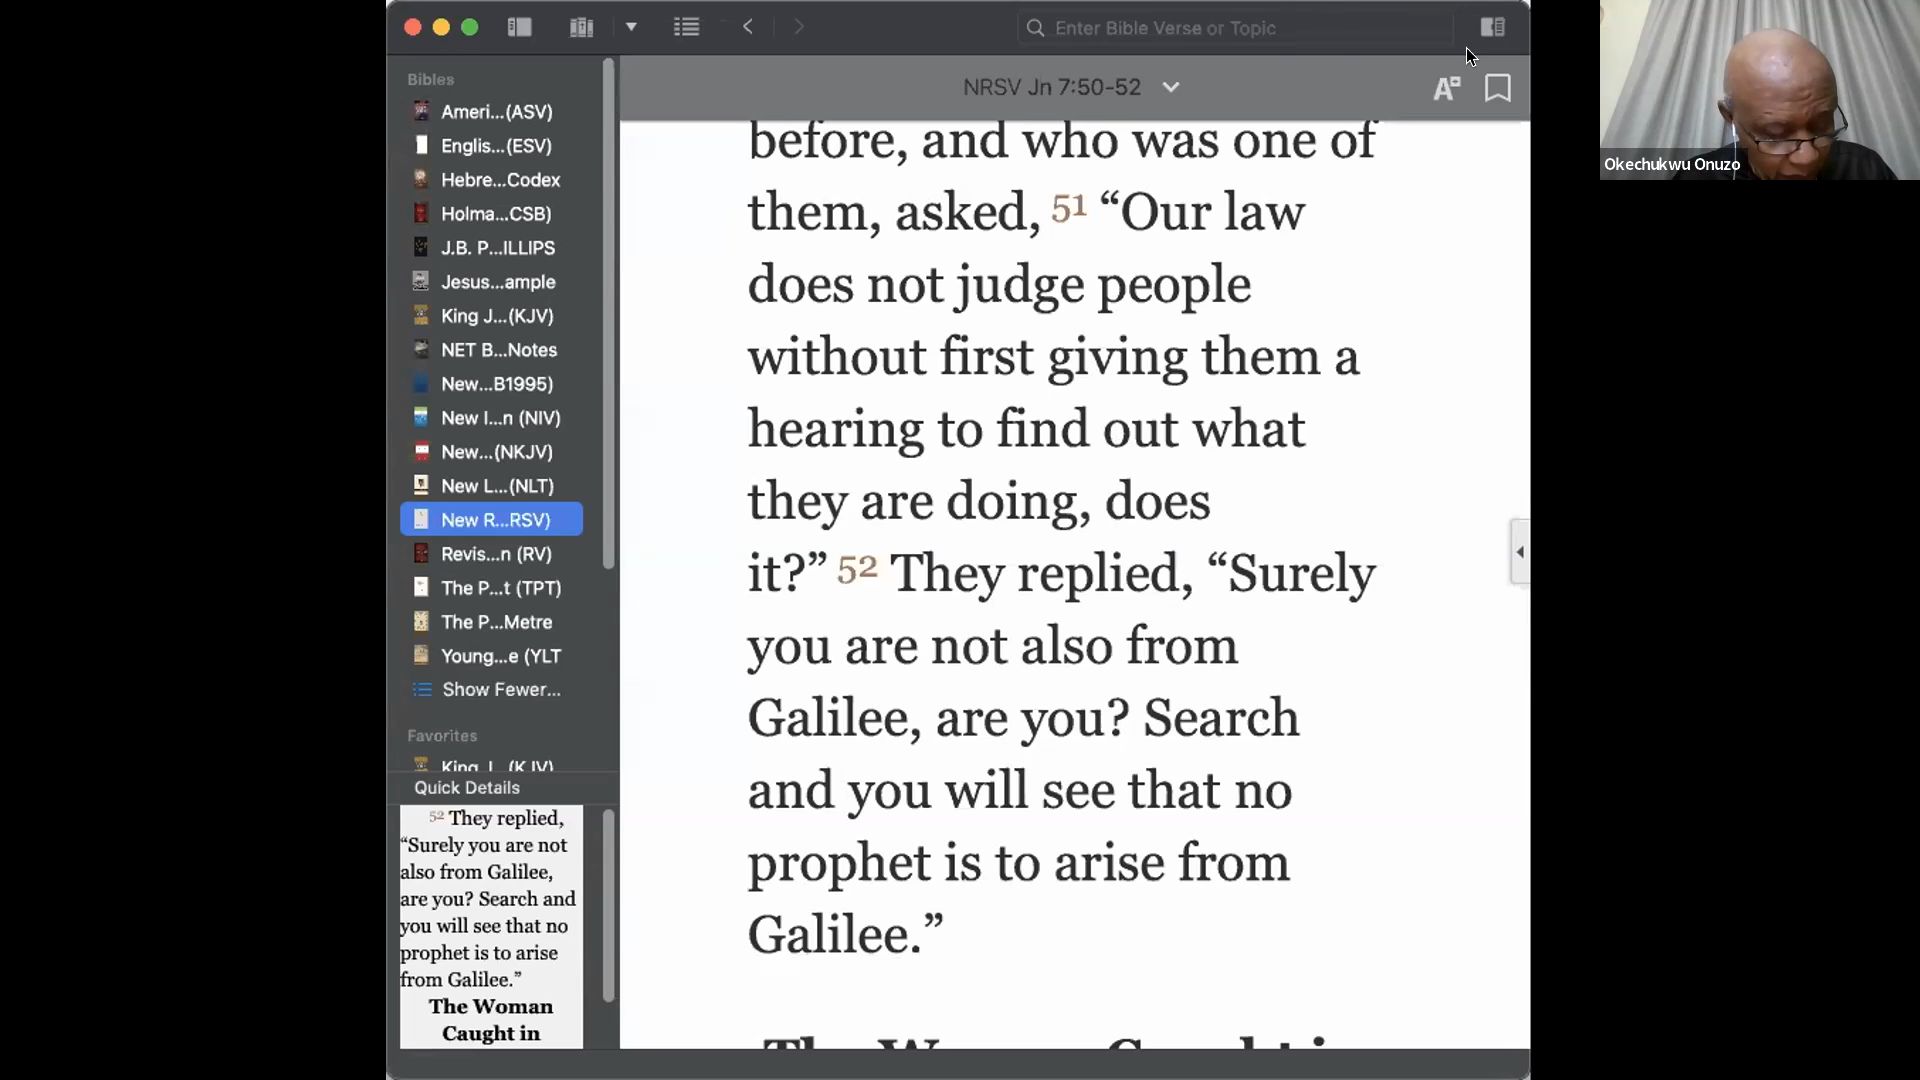 Enter Bible Verse or Topic
NRSV Jn 7:50-52
Bibles
Ameri...(ASV)
Englis...(ESV)
Hebre...Codex
Holma...CSB)
J.B. P...ILLIPS
Jesus...ample
King J...(KJV)
NET B...Notes
New...B1995)
New I...n (NIV)
New...(NKJV)
New L...(NLT)
New R...RSV)
Revis...n (RV)
The P...t (TPT)
The P...Metre
Young...e (YLT
Show Fewer...
Favorites
King J...(KJV)
Quick Details
52 They replied,
“Surely you are not
also from Galilee,
are you? Search and
you will see that no
prophet is to arise
from Galilee.”
The Woman
Caught in
before, and who was one of
them, asked, 51 “Our law
does not judge people
without first giving them a
hearing to find out what
they are doing, does
it?” 52 They replied, “Surely
you are not also from
Galilee, are you? Search
and you will see that no
prophet is to arise from
Galilee.”
The Woman Caught in
Okechukwu Onuzo